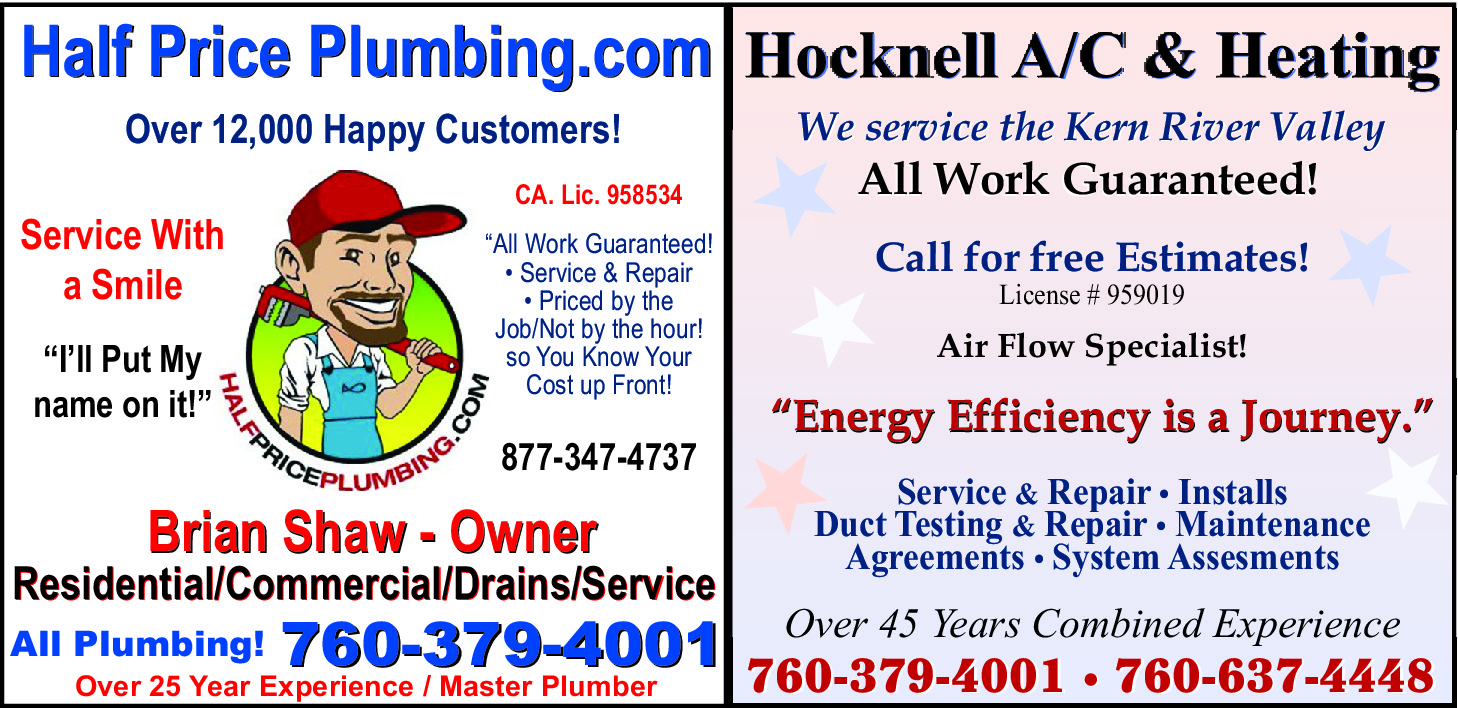 Half Price Plumbing.com
Over 12,000 Happy Customers!
Service With
a Smile
“I’ll Put My
name on it!”
HALFPRICEPLUMBING.COM
CA. Lic. 958534
“All Work Guaranteed!
• Service & Repair
• Priced by the
Job/Not by the hour!
so You Know Your
Cost up Front!
877-347-4737
Brian Shaw - Owner
Residential/Commercial/Drains/Service
All Plumbing! 760-379-4001
Over 25 Year Experience / Master Plumber
Hocknell A/C & Heating
We service the Kern River Valley
All Work Guaranteed!
Call for free Estimates!
License # 959019
Air Flow Specialist!
“Energy Efficiency is a Journey.”
Service & Repair • Installs
Duct Testing & Repair • Maintenance
Agreements • System Assesments
Over 45 Years Combined Experience
760-379-4001 • 760-637-4448